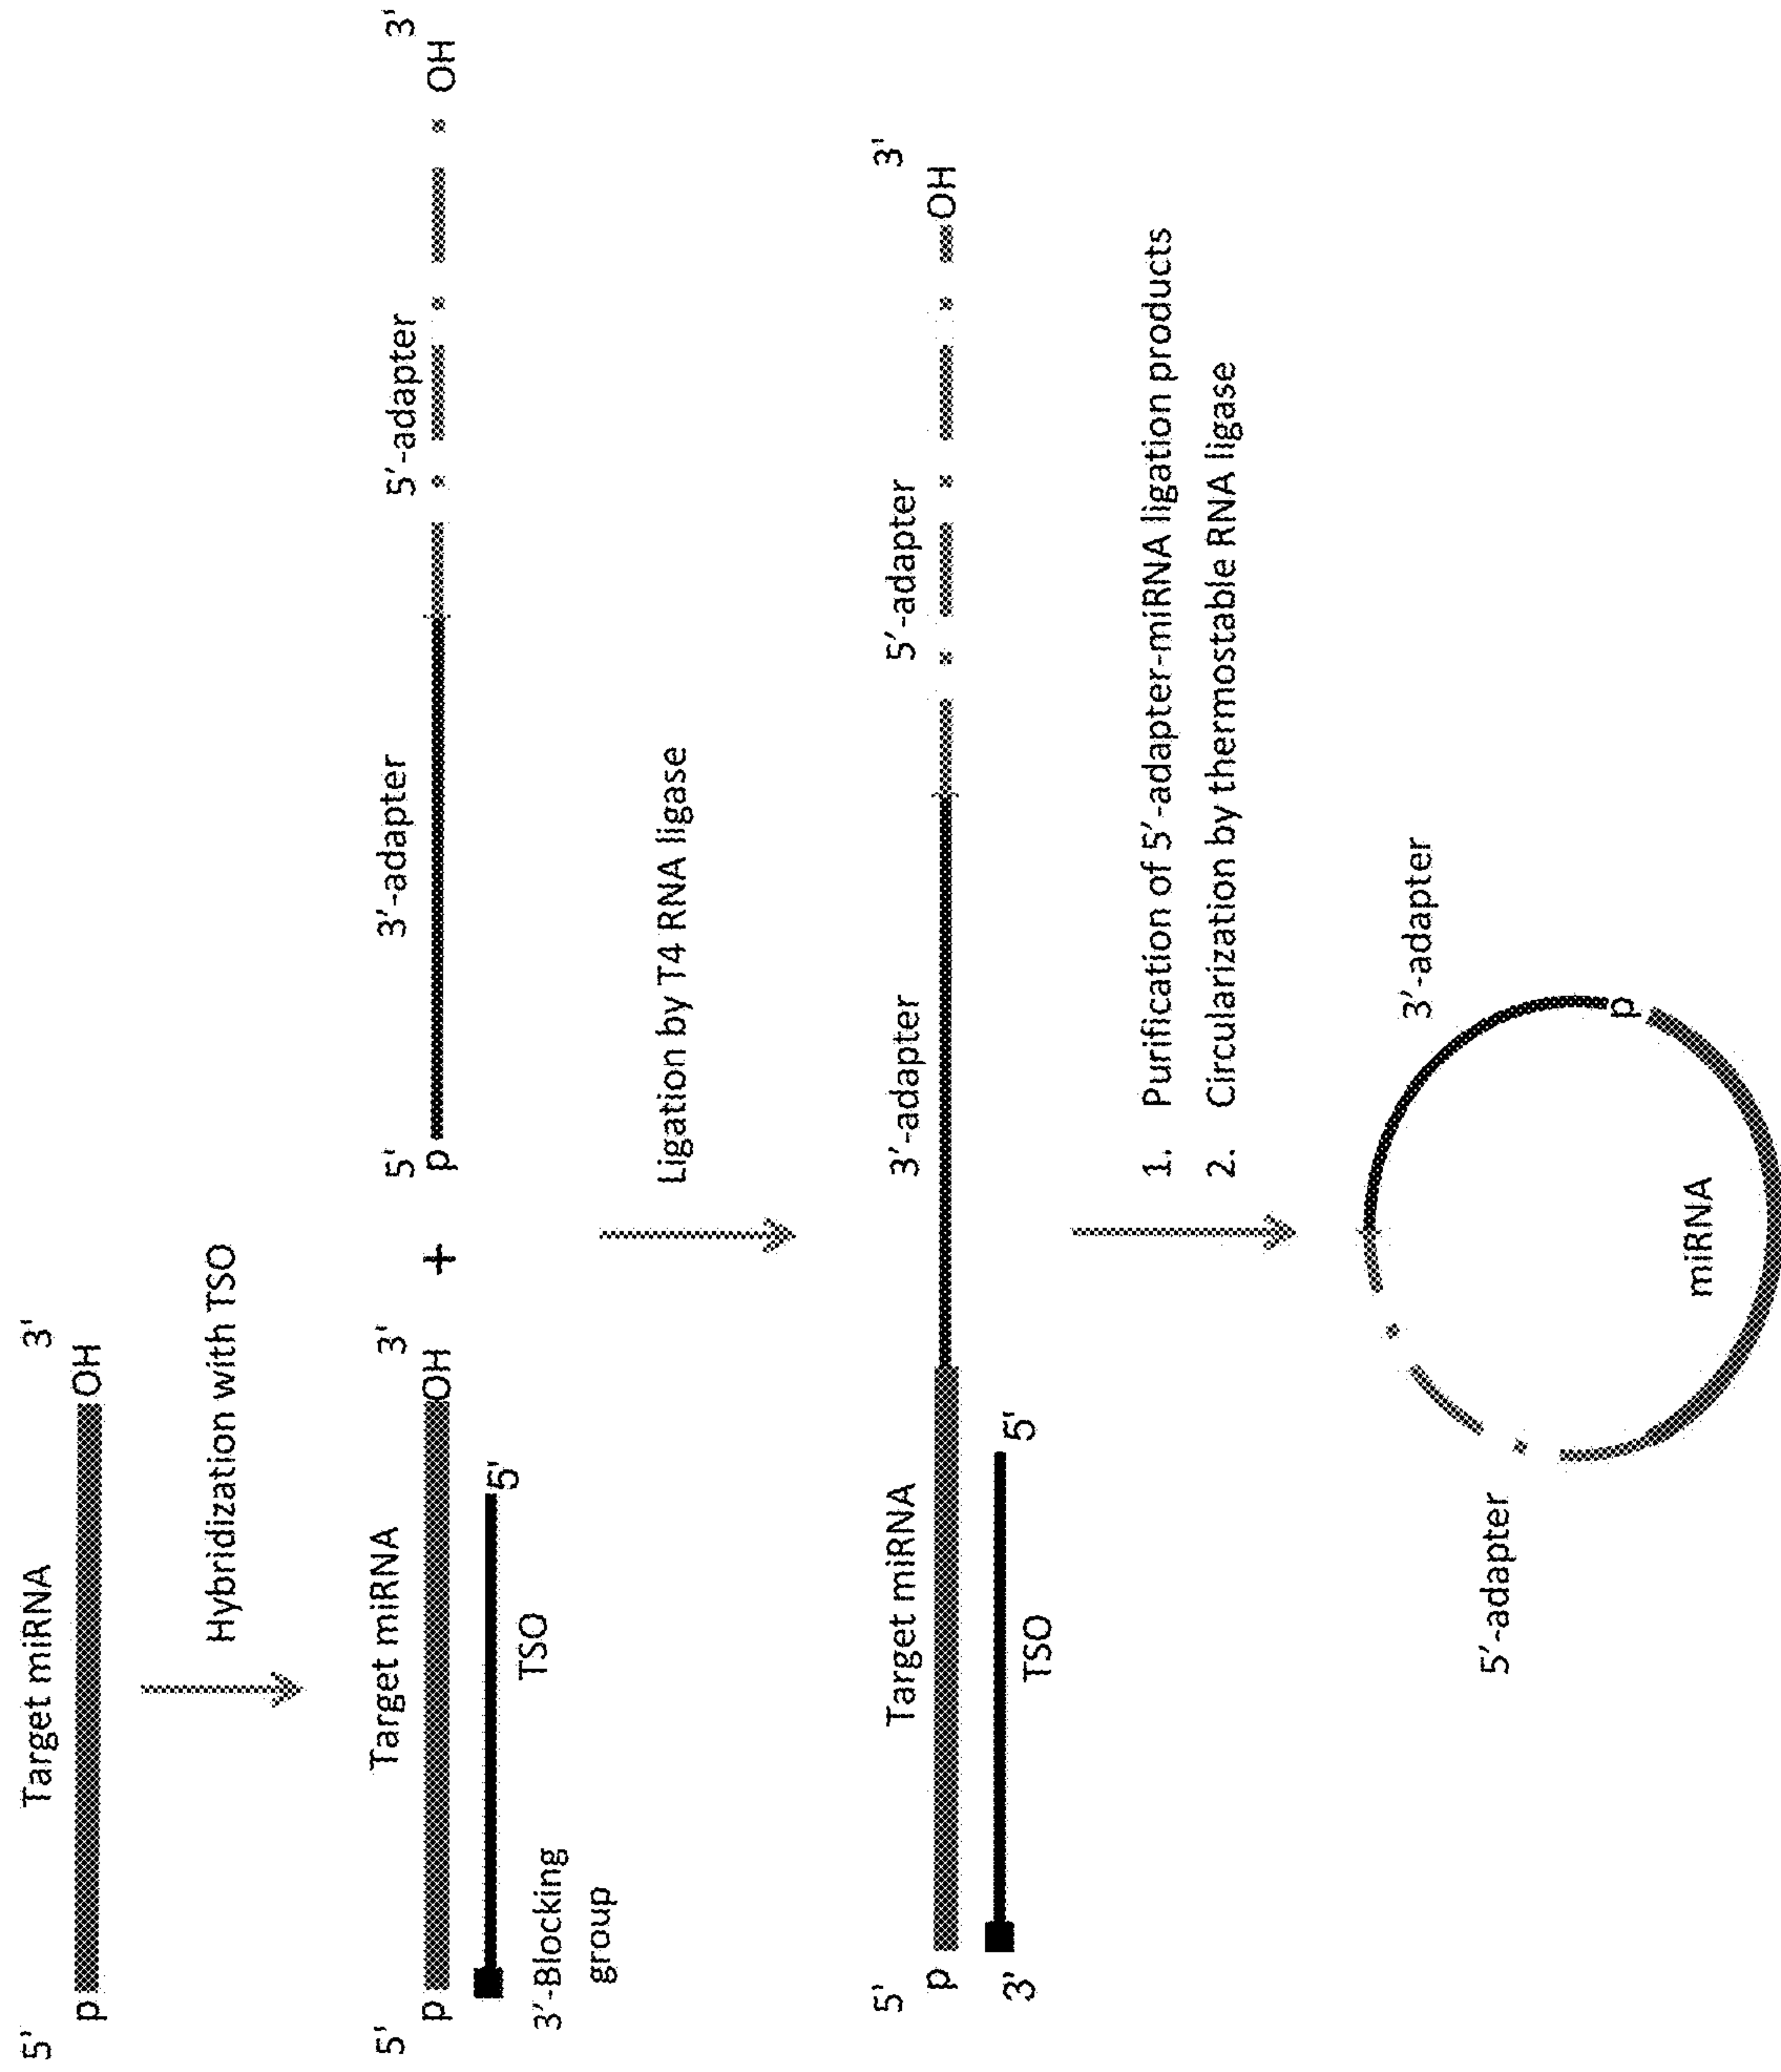 Target miRNA
5'
3'
p
OH
Hybridization with TSO
Target miRNA
5'
3'
p
OH
+
5'
p
3'-adapter
5'-adapter
3'
OH
5'
TSO
3'-Blocking
group
Ligation by T4 RNA ligase
5'
p
Target miRNA
3'-adapter
5'-adapter
3'
OH
3'
5'
TSO
1. Purification of 5'-adapter-miRNA ligation products
2. Circularization by thermostable RNA ligase
3'-adapter
5'-adapter
p
miRNA